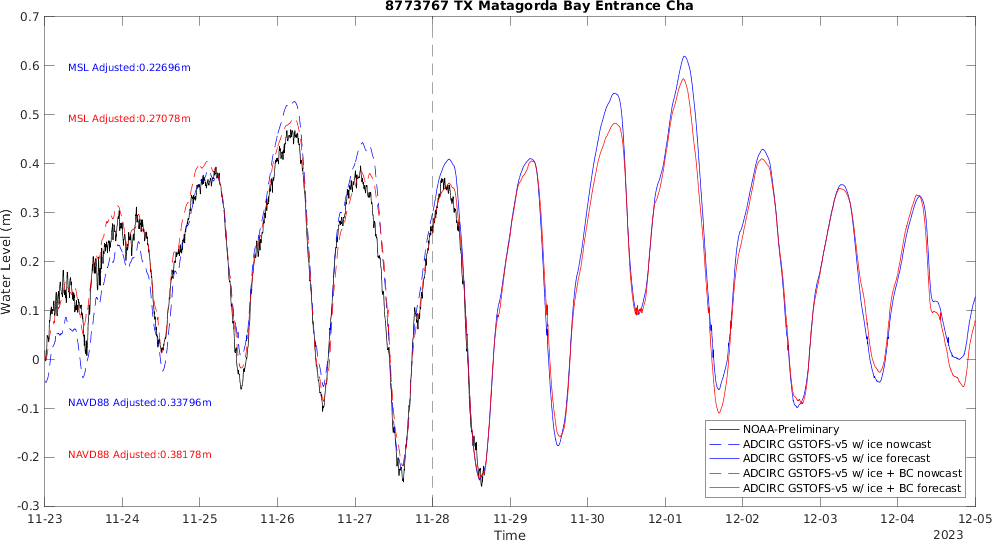 8773767 TX Matagorda Bay Entrance Cha
0.7
0.6
0.5
0.4
0.3
0.2
0.1
0
-0.1
-0.2
-0.3
Water Level (m)
MSL Adjusted:0.22696m
MSL Adjusted:0.27078m
NAVD88 Adjusted:0.33796m
NAVD88 Adjusted:0.38178m
NOAA-Preliminary
ADCIRC GSTOFS-v5 w/ ice nowcast
ADCIRC GSTOFS-v5 w/ ice forecast
ADCIRC GSTOFS-v5 w/ ice + BC nowcast
ADCIRC GSTOFS-v5 w/ ice + BC forecast
11-23 11-24 11-25 11-26 11-27 11-28 11-29 11-30 12-01 12-02 12-03 12-04 12-05
Time
2023